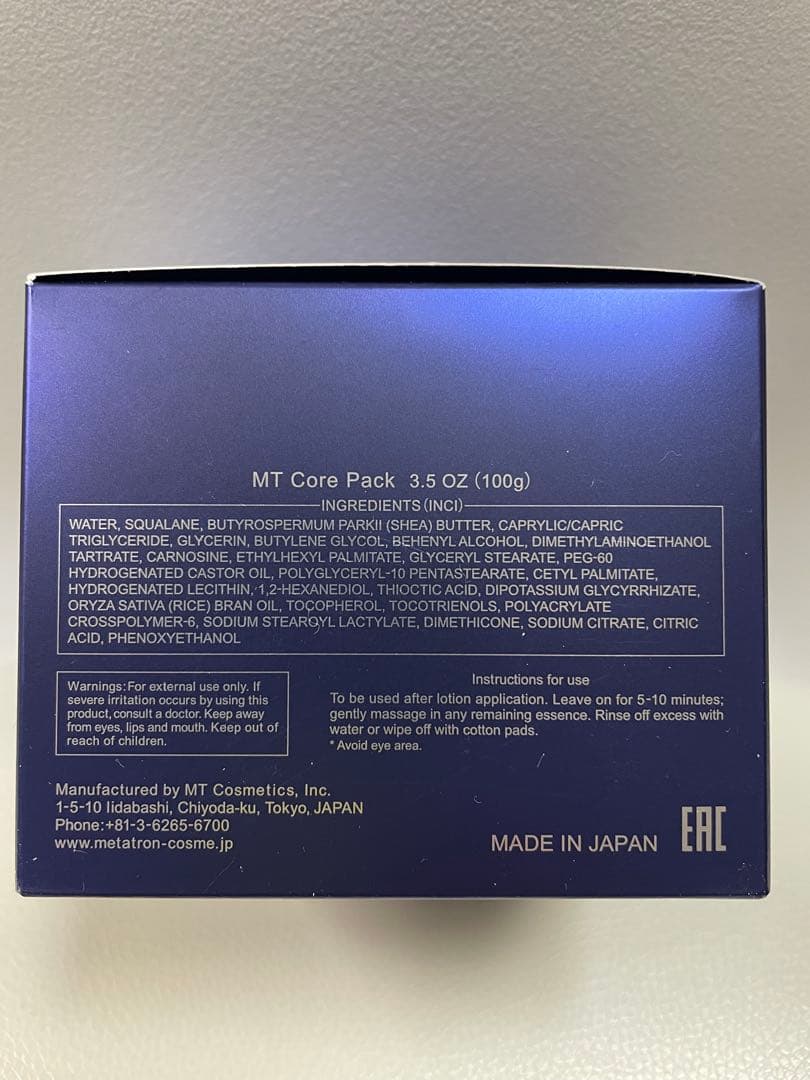 MT Core Pack 3.5 OZ (100g)
INGREDIENTS (INCI)
WATER, SQUALANE, BUTYROSPERMUM PARKII (SHEA) BUTTER, CAPRYLIC/CAPRIC
TRIGLYCERIDE, GLYCERIN, BUTYLENE GLYCOL, BEHENYL ALCOHOL, DIMETHYLAMINOETHANOL
TARTRATE, CARNOSINE, ETHYLHEXYL PALMITATE, GLYCERYL STEARATE, PEG-60
HYDROGENATED CASTOR OIL, POLYGLYCERYL-10 PENTASTEARATE, CETYL PALMITATE,
HYDROGENATED LECITHIN, 1,2-HEXANEDIOL, THIOCTIC ACID, DIPOTASSIUM GLYCYRRHIZATE,
ORYZA SATIVA (RICE) BRAN OIL, TOCOPHEROL, TOCOTRIENOLS, POLYACRYLATE
CROSSPOLYMER-6, SODIUM STEAROYL LACTYLATE, DIMETHICONE, SODIUM CITRATE, CITRIC
ACID, PHENOXYETHANOL
Warnings: For external use only. If
severe irritation occurs by using this
product, consult a doctor. Keep away
from eyes, lips and mouth. Keep out of
reach of children.
Instructions for use
To be used after lotion application. Leave on for 5-10 minutes;
gently massage in any remaining essence. Rinse off excess with
water or wipe off with cotton pads.
* Avoid eye area.
Manufactured by MT Cosmetics, Inc.
1-5-10 Iidabashi, Chiyoda-ku, Tokyo, JAPAN
Phone:+81-3-6265-6700
www.metatron-cosme.jp
MADE IN JAPAN
EAC